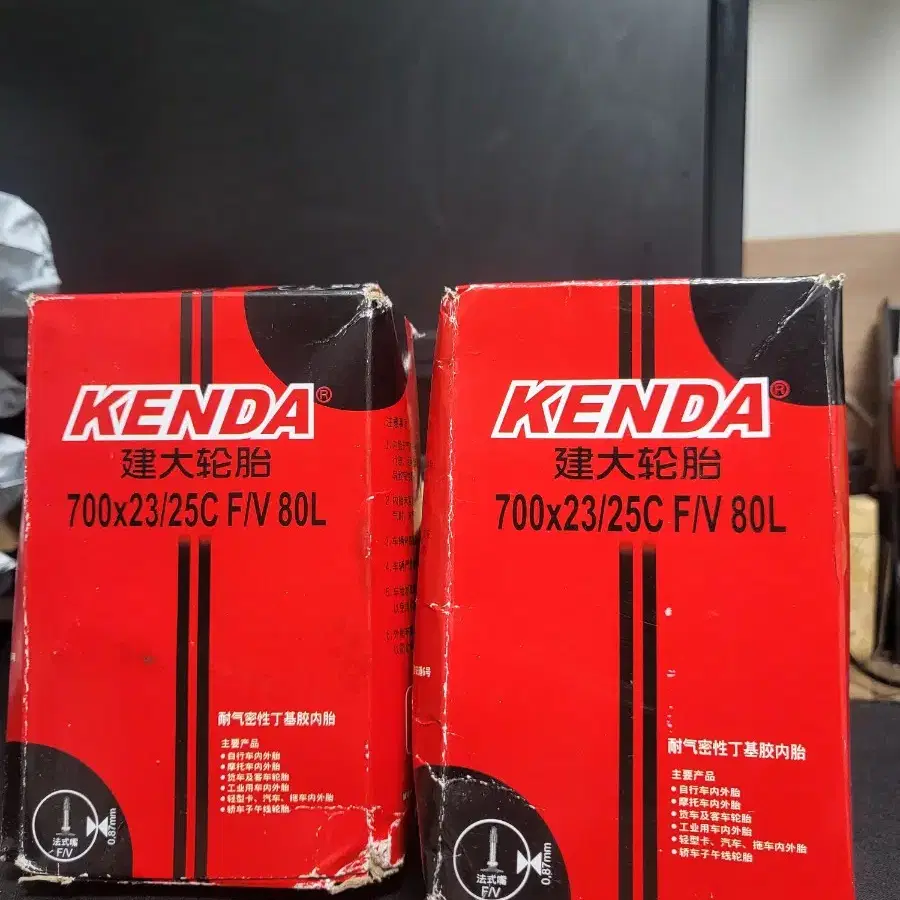 KENDA®
建大轮胎
700x23/25C F/V 80L
耐气密性丁基胶内胎
主要产品
• 自行车内外胎
• 摩托车内外胎
• 货车及客车轮胎
• 工业用车内外胎
• 轻型卡、汽车、拖车内外胎
• 轿车子午线轮胎
法式嘴
F/V
0.87mm
KENDA®
建大轮胎
700x23/25C F/V 80L
耐气密性丁基胶内胎
主要产品
• 自行车内外胎
• 摩托车内外胎
• 货车及客车轮胎
• 工业用车内外胎
• 轻型卡、汽车、拖车内外胎
• 轿车子午线轮胎
法式嘴
F/V
0.87mm